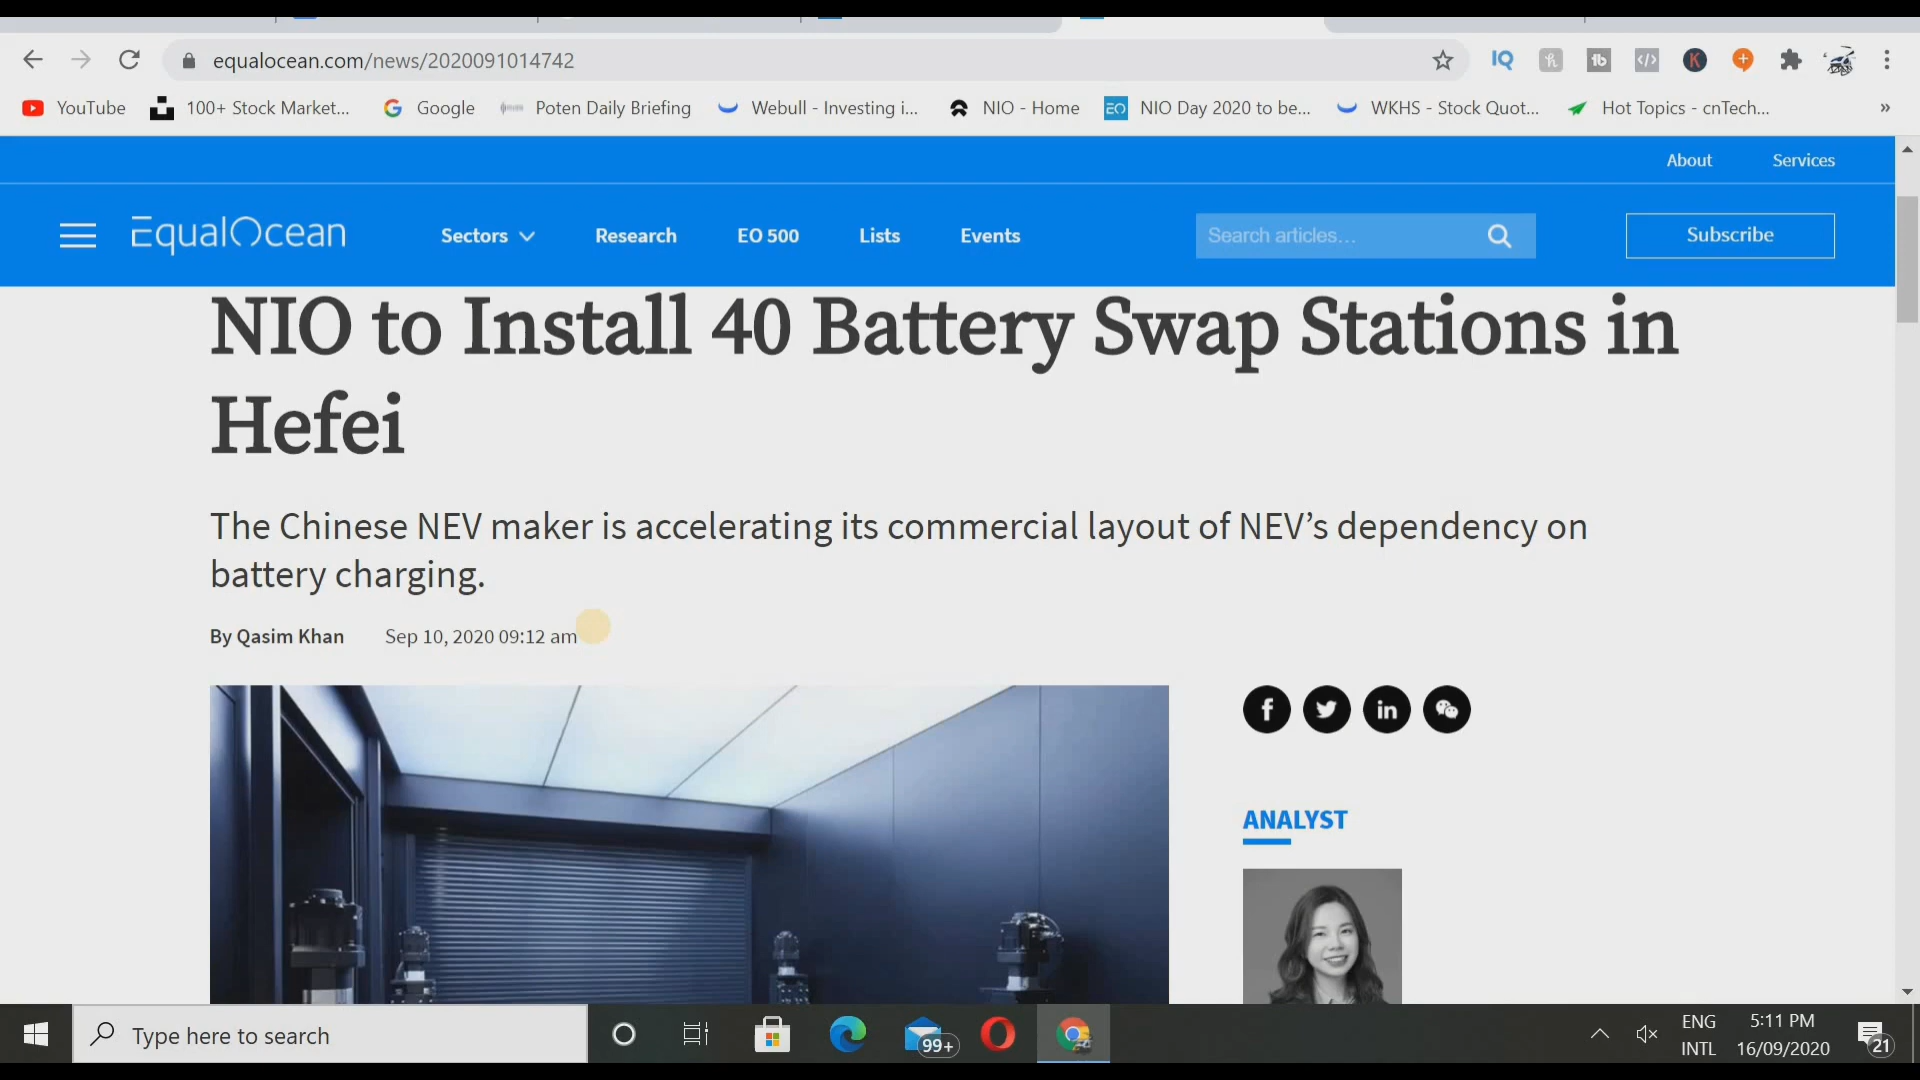 equalocean.com/news/2020091014742
IQ
tb
</>
K
YouTube
100+ Stock Market...
Google
Poten Daily Briefing
Webull - Investing i...
NIO - Home
EO
NIO Day 2020 to be...
WKHS - Stock Quot...
Hot Topics - cnTech...
»
About
Services
EqualOcean
Sectors
Research
EO 500
Lists
Events
Search articles...
Subscribe
NIO to Install 40 Battery Swap Stations in
Hefei
The Chinese NEV maker is accelerating its commercial layout of NEV’s dependency on
battery charging.
By Qasim Khan
Sep 10, 2020 09:12 am
ANALYST
Type here to search
99+
ENG
INTL
5:11 PM
16/09/2020
21